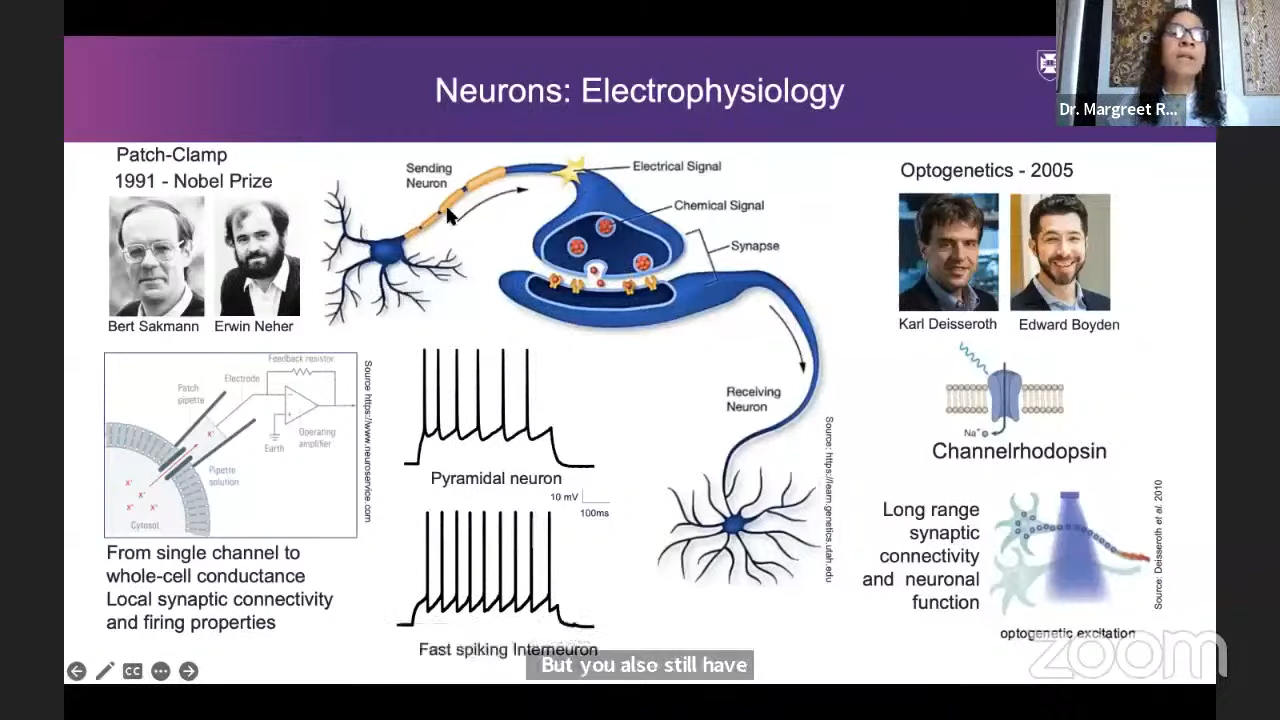 Neurons: Electrophysiology
Dr. Margreet R...
Patch-Clamp
1991 - Nobel Prize
Bert Sakmann
Erwin Neher
Feedback resistor
Electrode
Patch
pipette
Operating
amplifier
Earth
Pipette
solution
X⁺
X⁺
X⁺
X⁺ X⁺
Cytosol
Source https://www.neuroservice.com
From single channel to
whole-cell conductance
Local synaptic connectivity
and firing properties
Sending
Neuron
Electrical Signal
Chemical Signal
Synapse
Receiving
Neuron
Source: https://learn.genetics.utah.edu
Pyramidal neuron
10 mV
100ms
Fast spiking Interneuron
Optogenetics - 2005
Karl Deisseroth
Edward Boyden
Na⁺
Channelrhodopsin
Long range
synaptic
connectivity
and neuronal
function
Source: Deisseroth et al. 2010
optogenetic excitation
But you also still have
CC
zoom